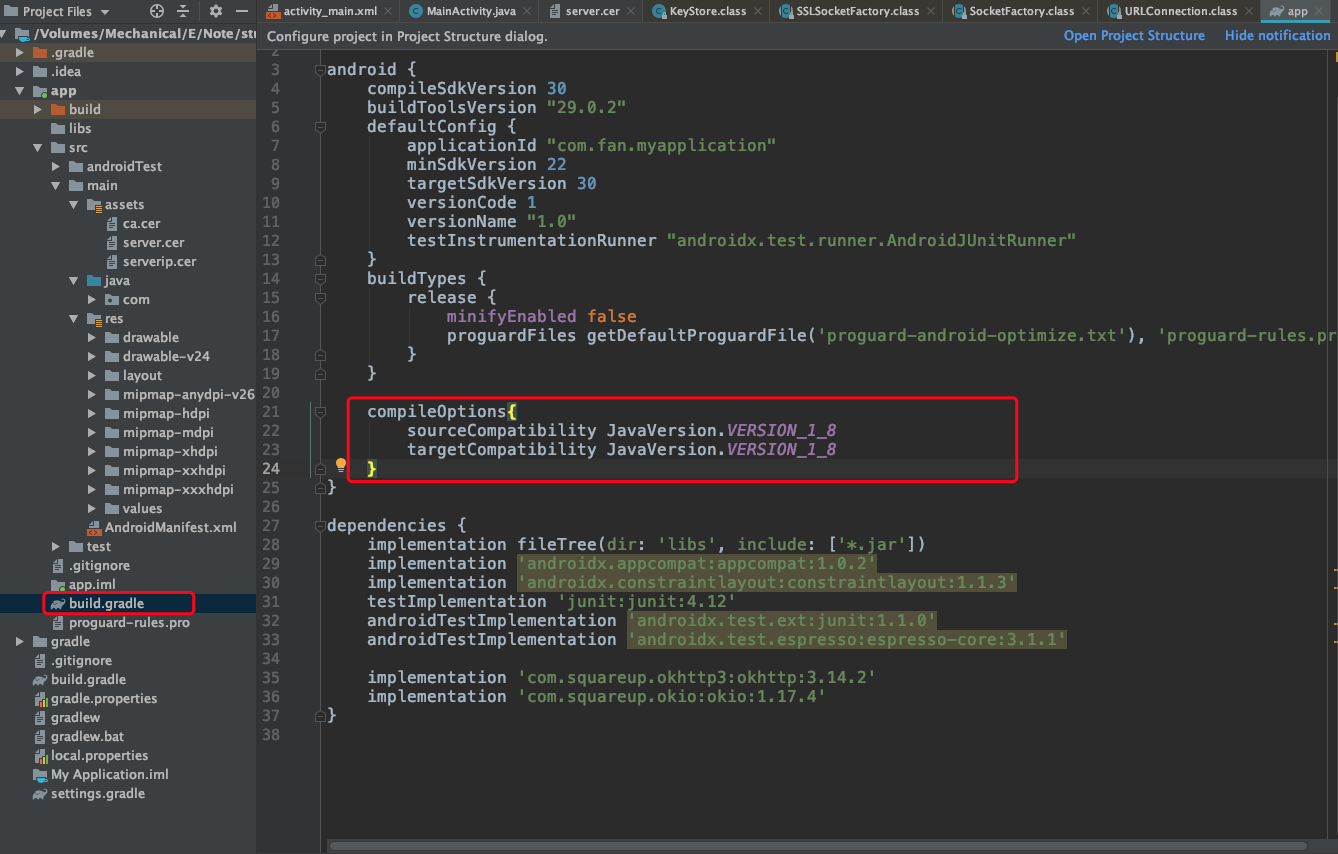 Project Files
activity_main.xml
MainActivity.java
server.cer
KeyStore.class
SSLSocketFactory.class
SocketFactory.class
URLConnection.class
app
Configure project in Project Structure dialog.
Open Project Structure
Hide notification
/Volumes/Mechanical/E/Note/st
.gradle
.idea
app
build
libs
src
androidTest
main
assets
ca.cer
server.cer
serverip.cer
java
com
res
drawable
drawable-v24
layout
mipmap-anydpi-v26
mipmap-hdpi
mipmap-mdpi
mipmap-xhdpi
mipmap-xxhdpi
mipmap-xxxhdpi
values
AndroidManifest.xml
test
.gitignore
app.iml
build.gradle
proguard-rules.pro
gradle
.gitignore
build.gradle
gradle.properties
gradlew
gradlew.bat
local.properties
My Application.iml
settings.gradle
2
3 android {
4 compileSdkVersion 30
5 buildToolsVersion "29.0.2"
6 defaultConfig {
7 applicationId "com.fan.myapplication"
8 minSdkVersion 22
9 targetSdkVersion 30
10 versionCode 1
11 versionName "1.0"
12 testInstrumentationRunner "androidx.test.runner.AndroidJUnitRunner"
13 }
14 buildTypes {
15 release {
16 minifyEnabled false
17 proguardFiles getDefaultProguardFile('proguard-android-optimize.txt'), 'proguard-rules.pr
18 }
19 }
20
21 compileOptions{
22 sourceCompatibility JavaVersion.VERSION_1_8
23 targetCompatibility JavaVersion.VERSION_1_8
24 }
25 }
26
27 dependencies {
28 implementation fileTree(dir: 'libs', include: ['*.jar'])
29 implementation 'androidx.appcompat:appcompat:1.0.2'
30 implementation 'androidx.constraintlayout:constraintlayout:1.1.3'
31 testImplementation 'junit:junit:4.12'
32 androidTestImplementation 'androidx.test.ext:junit:1.1.0'
33 androidTestImplementation 'androidx.test.espresso:espresso-core:3.1.1'
34
35 implementation 'com.squareup.okhttp3:okhttp:3.14.2'
36 implementation 'com.squareup.okio:okio:1.17.4'
37 }
38